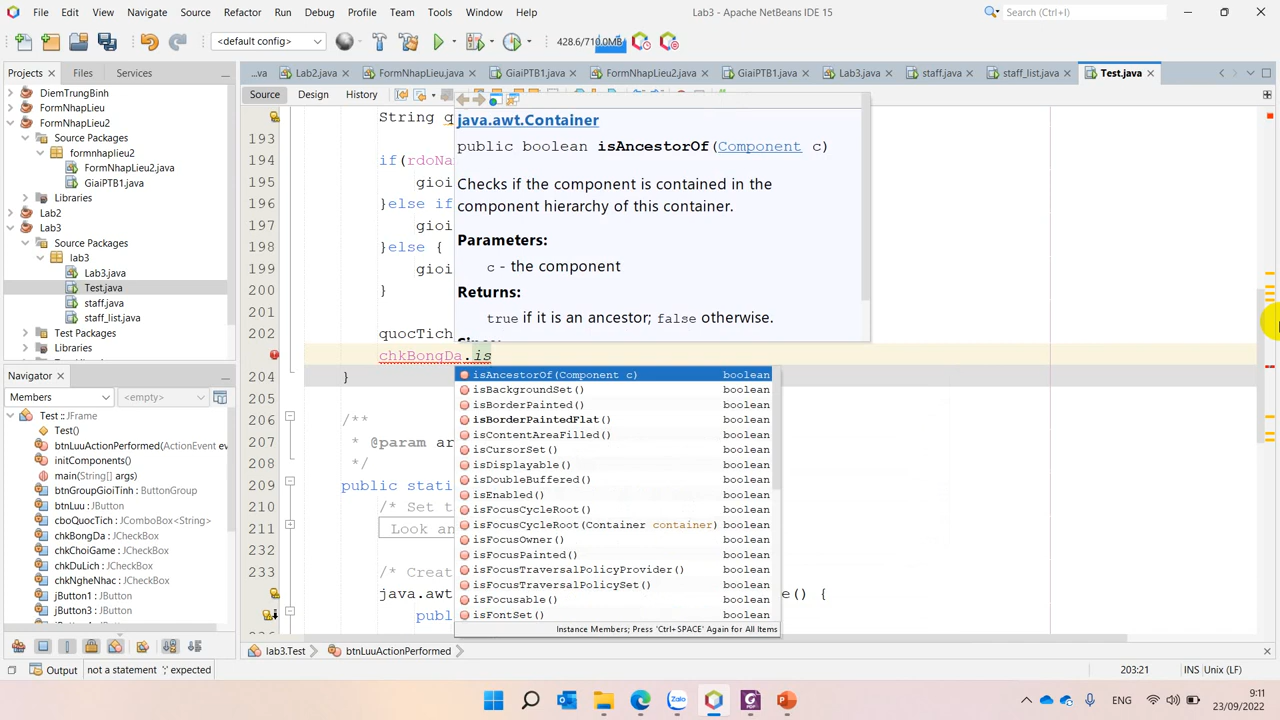 File Edit View Navigate Source Refactor Run Debug Profile Team Tools Window Help
Lab3 - Apache NetBeans IDE 15
Search (Ctrl+I)
<default config>
428.6/710.0MB
Projects Files Services
...va Lab2.java FormNhapLieu.java GiaiPTB1.java FormNhapLieu2.java GiaiPTB1.java Lab3.java staff.java staff_list.java Test.java
Source Design History
DiemTrungBinh
FormNhapLieu
FormNhapLieu2
Source Packages
formnhaplieu2
FormNhapLieu2.java
GiaiPTB1.java
Libraries
Lab2
Lab3
Source Packages
lab3
Lab3.java
Test.java
staff.java
staff_list.java
Test Packages
Libraries
Navigator
Members
<empty>
Test :: JFrame
Test()
btnLuuActionPerformed(ActionEvent ev
initComponents()
main(String[] args)
btnGroupGioiTinh : ButtonGroup
btnLuu : JButton
cboQuocTich : JComboBox<String>
chkBongDa : JCheckBox
chkChoiGame : JCheckBox
chkDuLich : JCheckBox
chkNgheNhac : JCheckBox
jButton1 : JButton
jButton3 : JButton
String q
193
194 if(rdoNa
195 gioi
196 }else if
197 gioi
198 }else {
199 gioi
200 }
201
202 quocTich
chkBongDa.is
204 }
205
206 /**
207 * @param ar
208 */
209 public stati
210 /* Set t
211 Look an
232
233 /* Creat
java.awt e() {
publ
java.awt.Container
public boolean isAncestorOf(Component c)
Checks if the component is contained in the
component hierarchy of this container.
Parameters:
c - the component
Returns:
true if it is an ancestor; false otherwise.
isAncestorOf(Component c) boolean
isBackgroundSet() boolean
isBorderPainted() boolean
isBorderPaintedFlat() boolean
isContentAreaFilled() boolean
isCursorSet() boolean
isDisplayable() boolean
isDoubleBuffered() boolean
isEnabled() boolean
isFocusCycleRoot() boolean
isFocusCycleRoot(Container container) boolean
isFocusOwner() boolean
isFocusPainted() boolean
isFocusTraversalPolicyProvider() boolean
isFocusTraversalPolicySet() boolean
isFocusable() boolean
isFontSet() boolean
Instance Members; Press 'Ctrl+SPACE' Again for All Items
lab3.Test btnLuuActionPerformed
Output not a statement ';' expected
203:21 INS Unix (LF)
Zalo
PDF
ENG
9:11
23/09/2022